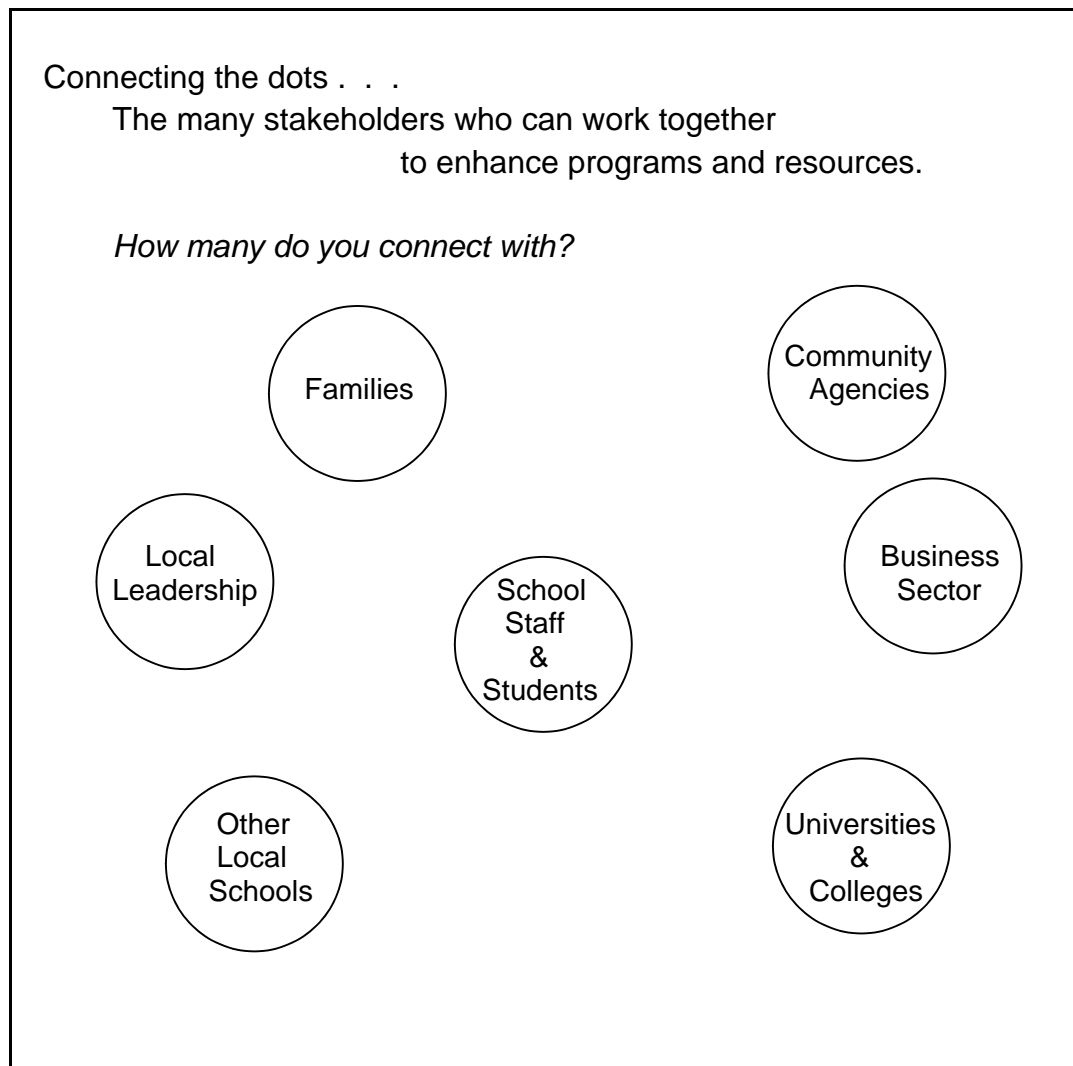 Connecting the dots . . .
The many stakeholders who can work together
to enhance programs and resources.
How many do you connect with?
Families
Community
Agencies
Local
Leadership
Business
Sector
School
Staff
&
Students
Other
Local
Schools
Universities
&
Colleges